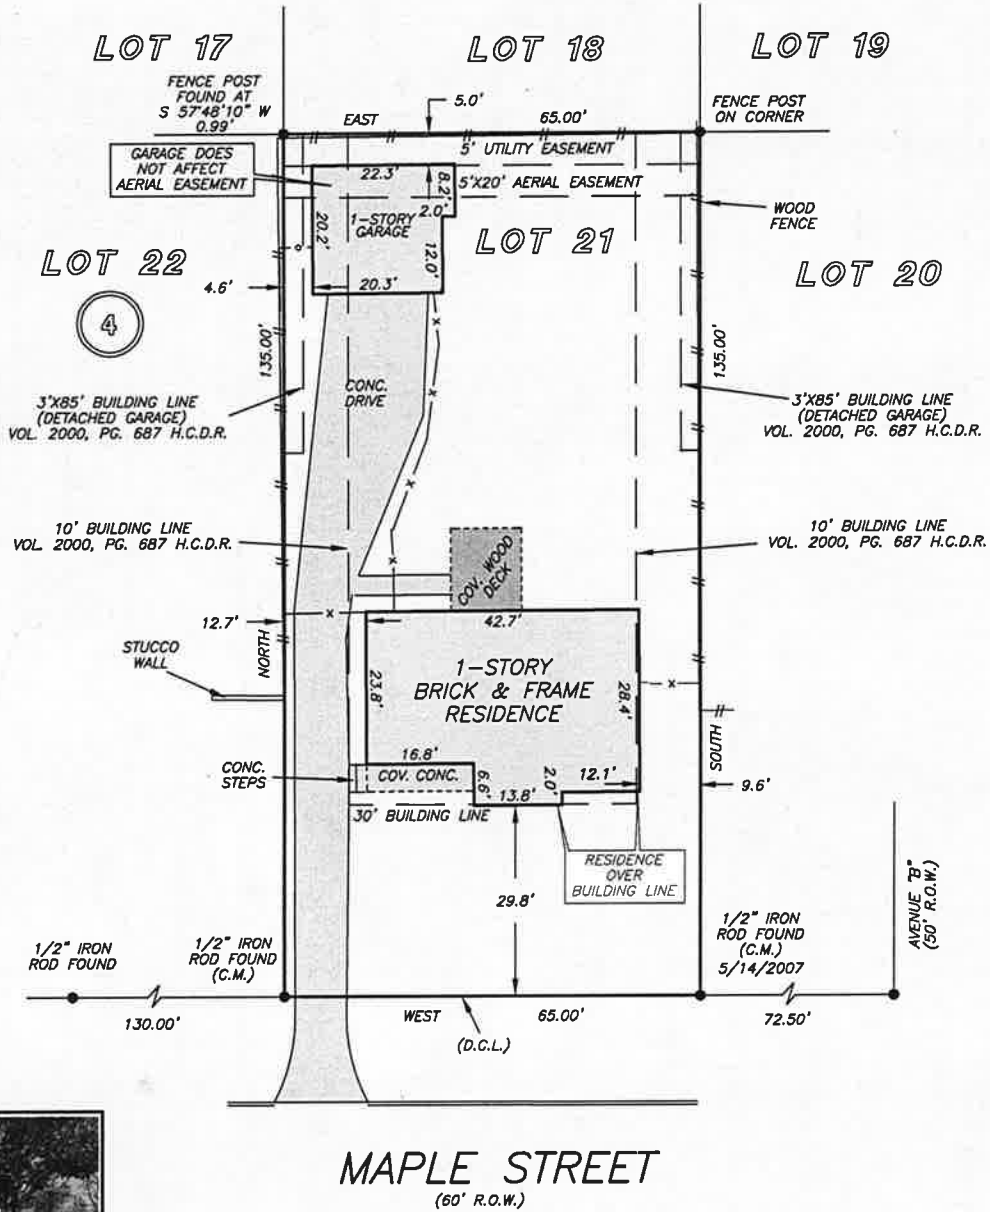 LOT 17
LOT 18
LOT 19
FENCE POST
FOUND AT
S 57°48'10" W
0.99'
EAST
5.0'
65.00'
FENCE POST
ON CORNER
GARAGE DOES
NOT AFFECT
AERIAL EASEMENT
5' UTILITY EASEMENT
22.3'
8.2'
5'X20' AERIAL EASEMENT
2.0'
WOOD
FENCE
20.2'
1-STORY
GARAGE
12.0'
LOT 21
LOT 22
LOT 20
4.6'
20.3'
4
135.00'
135.00'
CONC.
DRIVE
3'X85' BUILDING LINE
(DETACHED GARAGE)
VOL. 2000, PG. 687 H.C.D.R.
3'X85' BUILDING LINE
(DETACHED GARAGE)
VOL. 2000, PG. 687 H.C.D.R.
10' BUILDING LINE
VOL. 2000, PG. 687 H.C.D.R.
10' BUILDING LINE
VOL. 2000, PG. 687 H.C.D.R.
COV. WOOD
DECK
12.7'
42.7'
NORTH
STUCCO
WALL
23.8'
1-STORY
BRICK & FRAME
RESIDENCE
28.4'
SOUTH
CONC.
STEPS
16.8'
COV. CONC.
6.6'
13.8'
2.0'
12.1'
9.6'
30' BUILDING LINE
RESIDENCE
OVER
BUILDING LINE
29.8'
AVENUE "B"
(50' R.O.W.)
1/2" IRON
ROD FOUND
1/2" IRON
ROD FOUND
(C.M.)
1/2" IRON
ROD FOUND
(C.M.)
5/14/2007
130.00'
WEST
65.00'
72.50'
(D.C.L.)
MAPLE STREET
(60' R.O.W.)